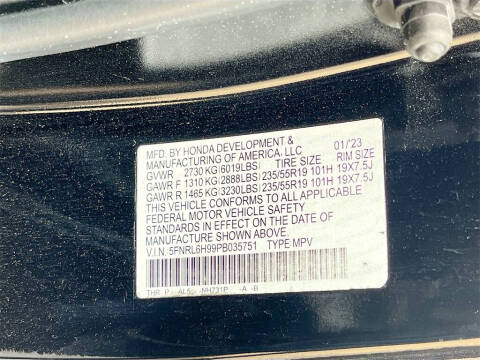 MFD. BY HONDA DEVELOPMENT & 01/'23
MANUFACTURING OF AMERICA, LLC
GVWR 2730 KG(6019LBS) TIRE SIZE RIM SIZE
GAWR F 1310 KG(2888LBS) 235/55R19 101H 19X7.5J
GAWR R 1465 KG(3230LBS) 235/55R19 101H 19X7.5J
THIS VEHICLE CONFORMS TO ALL APPLICABLE
FEDERAL MOTOR VEHICLE SAFETY
STANDARDS IN EFFECT ON THE DATE OF
MANUFACTURE SHOWN ABOVE.
V.I.N. 5FNRL6H99PB035751 TYPE: MPV
THR P NH731P -A -B